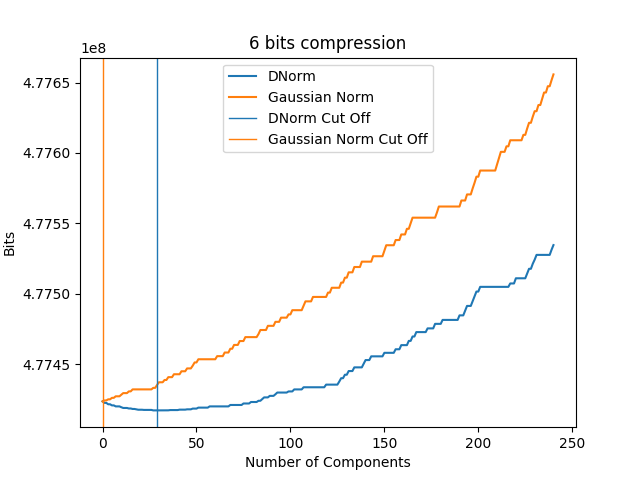 6 bits compression
1e8
4.7765
4.7760
4.7755
4.7750
4.7745
Bits
DNorm
Gaussian Norm
DNorm Cut Off
Gaussian Norm Cut Off
0 50 100 150 200 250
Number of Components